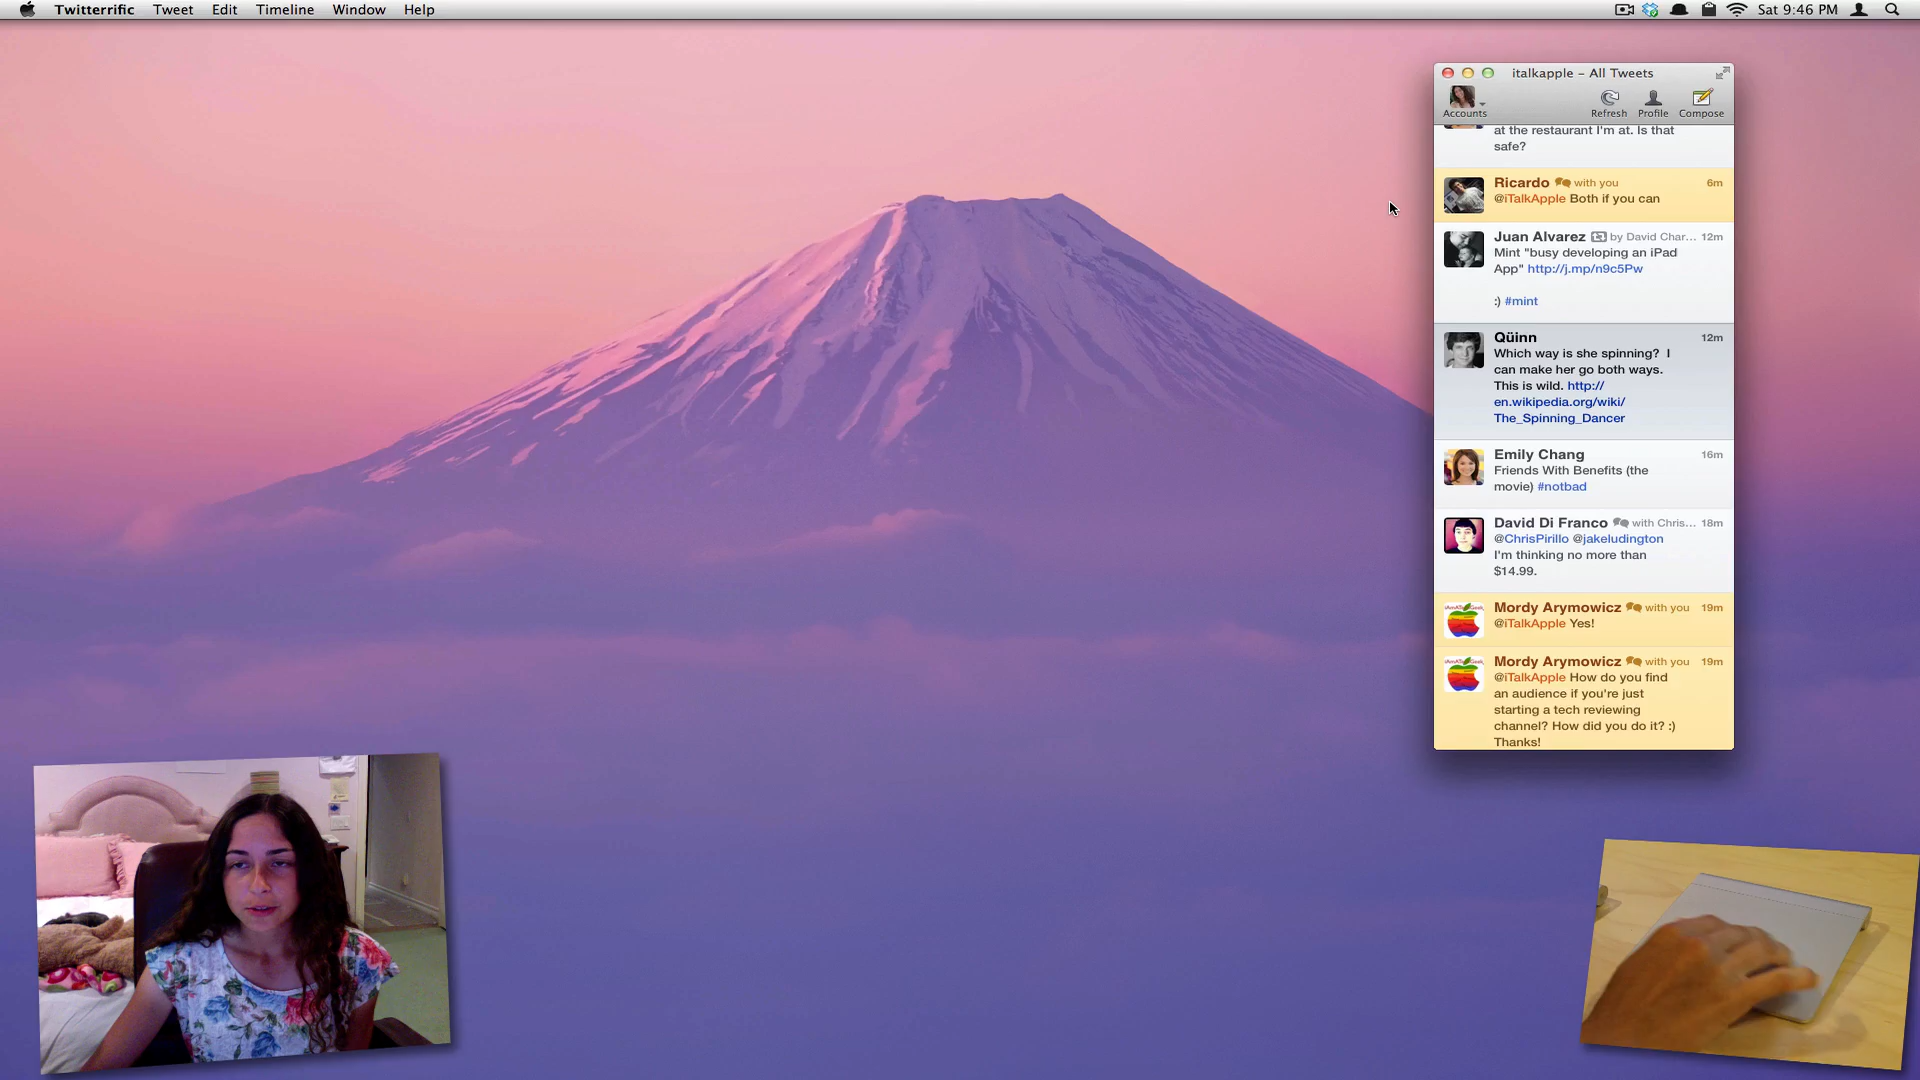 Twitterrific Tweet Edit Timeline Window Help
Sat 9:46 PM
italkapple – All Tweets
Accounts Refresh Profile Compose
at the restaurant I'm at. Is that
safe?
Ricardo with you 6m
@iTalkApple Both if you can
Juan Alvarez by David Char... 12m
Mint "busy developing an iPad
App" http://j.mp/n9c5Pw
:) #mint
Qüinn 12m
Which way is she spinning? I
can make her go both ways.
This is wild. http://
en.wikipedia.org/wiki/
The_Spinning_Dancer
Emily Chang 16m
Friends With Benefits (the
movie) #notbad
David Di Franco with Chris... 18m
@ChrisPirillo @jakeludington
I'm thinking no more than
$14.99.
Mordy Arymowicz with you 19m
@iTalkApple Yes!
Mordy Arymowicz with you 19m
@iTalkApple How do you find
an audience if you're just
starting a tech reviewing
channel? How did you do it? :)
Thanks!